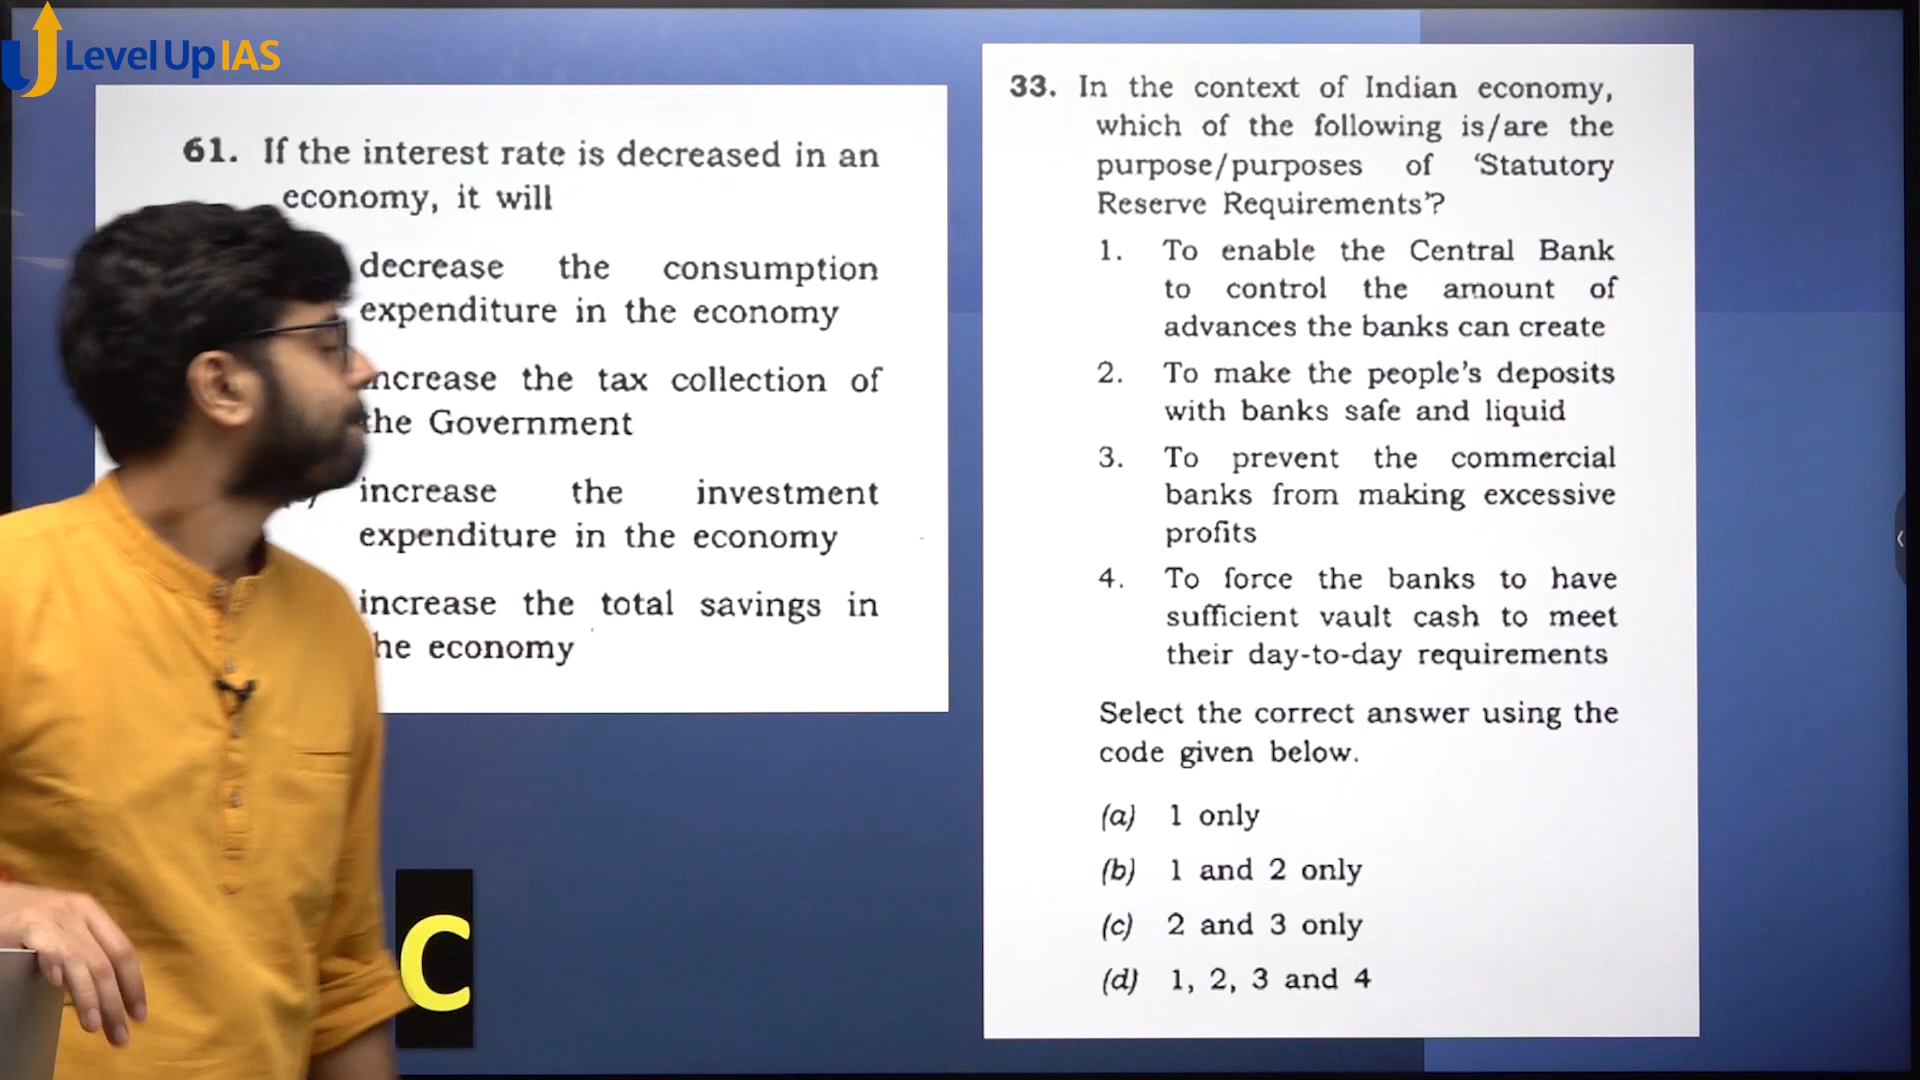 Level Up IAS
61. If the interest rate is decreased in an
economy, it will
decrease the consumption
expenditure in the economy
increase the tax collection of
the Government
increase the investment
expenditure in the economy
increase the total savings in
he economy
C
33. In the context of Indian economy,
which of the following is/are the
purpose/purposes of ‘Statutory
Reserve Requirements’?
1. To enable the Central Bank
to control the amount of
advances the banks can create
2. To make the people’s deposits
with banks safe and liquid
3. To prevent the commercial
banks from making excessive
profits
4. To force the banks to have
sufficient vault cash to meet
their day-to-day requirements
Select the correct answer using the
code given below.
(a) 1 only
(b) 1 and 2 only
(c) 2 and 3 only
(d) 1, 2, 3 and 4